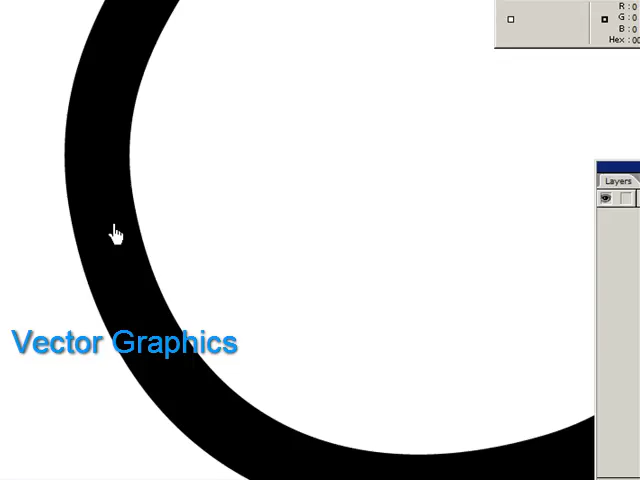 R : 0
G : 0
B : 0
Hex : 00
Layers
Vector Graphics